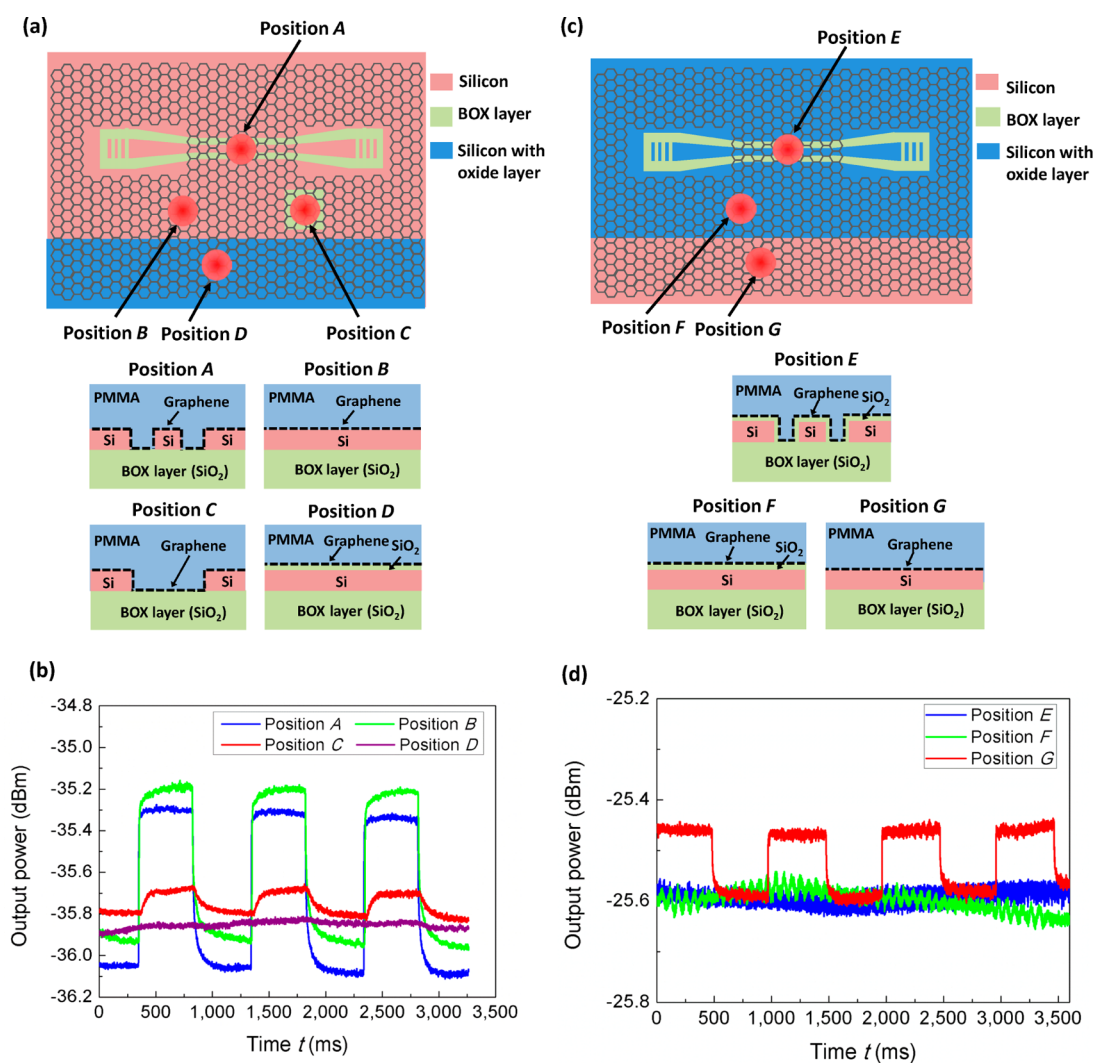 (a)
Position A
Silicon
BOX layer
Silicon with
oxide layer
Position B
Position D
Position C
Position A
PMMA
Graphene
Si
Si
Si
BOX layer (SiO₂)
Position B
PMMA
Graphene
Si
BOX layer (SiO₂)
Position C
PMMA
Graphene
Si
Si
BOX layer (SiO₂)
Position D
PMMA
Graphene
SiO₂
Si
BOX layer (SiO₂)
(c)
Position E
Silicon
BOX layer
Silicon with
oxide layer
Position F
Position G
Position E
PMMA
Graphene
SiO₂
Si
Si
Si
BOX layer (SiO₂)
Position F
PMMA
Graphene
SiO₂
Si
BOX layer (SiO₂)
Position G
PMMA
Graphene
Si
BOX layer (SiO₂)
(b)
Output power (dBm)
-34.8
-35.0
-35.2
-35.4
-35.6
-35.8
-36.0
-36.2
Position A
Position B
Position C
Position D
0
500
1,000
1,500
2,000
2,500
3,000
3,500
Time t (ms)
(d)
Output power (dBm)
-25.2
-25.4
-25.6
-25.8
Position E
Position F
Position G
0
500
1,000
1,500
2,000
2,500
3,000
3,500
Time t (ms)